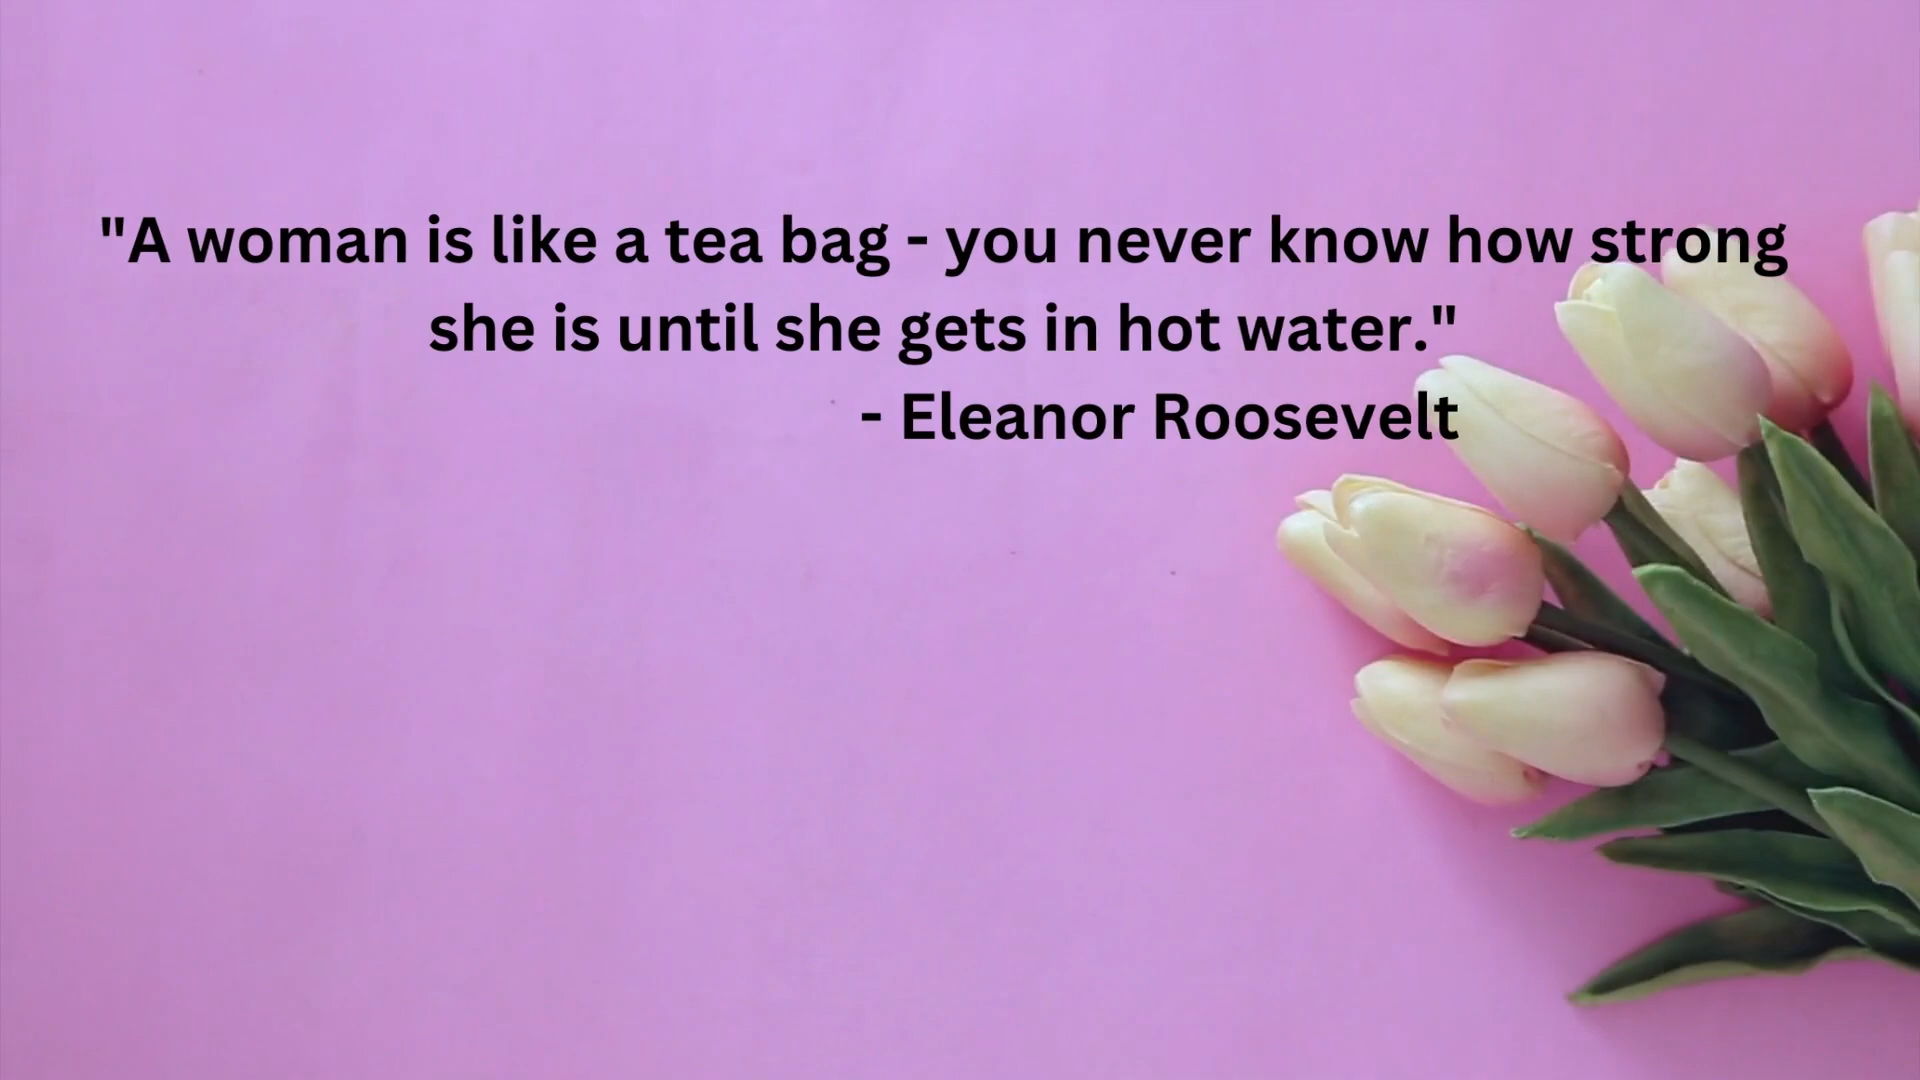 "A woman is like a tea bag - you never know how strong
she is until she gets in hot water."
- Eleanor Roosevelt